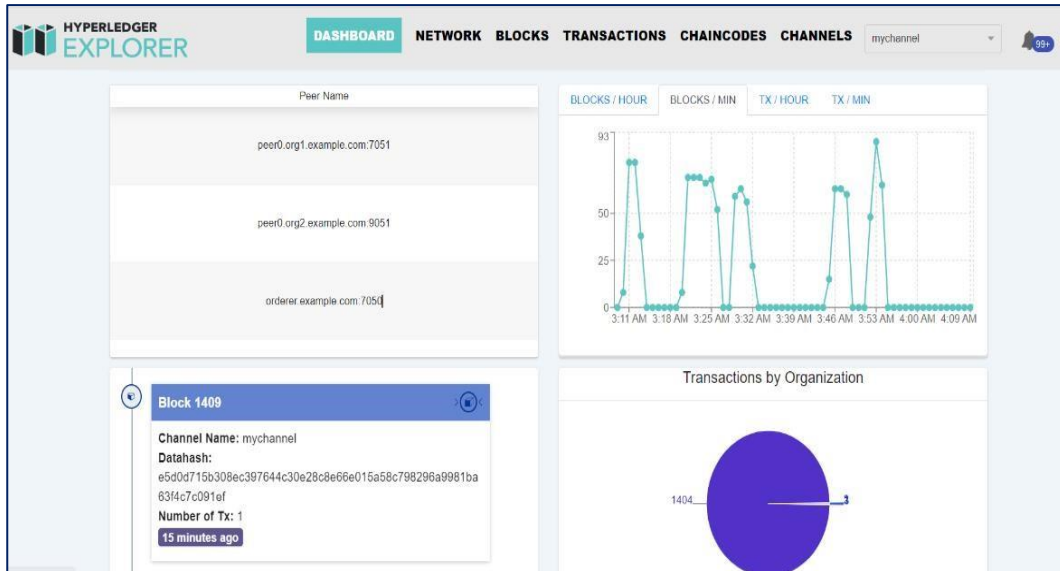 HYPERLEDGER
EXPLORER
DASHBOARD NETWORK BLOCKS TRANSACTIONS CHAINCODES CHANNELS mychannel 99+
Peer Name
peer0.org1.example.com:7051
peer0.org2.example.com:9051
orderer.example.com:7050
BLOCKS / HOUR BLOCKS / MIN TX / HOUR TX / MIN
93
50
25
0
3:11 AM 3:18 AM 3:25 AM 3:32 AM 3:39 AM 3:46 AM 3:53 AM 4:00 AM 4:09 AM
Block 1409
Channel Name: mychannel
Datahash:
e5d0d715b308ec397644c30e28c8e66e015a58c798296a9981ba
63f4c7c091ef
Number of Tx: 1
15 minutes ago
Transactions by Organization
1404